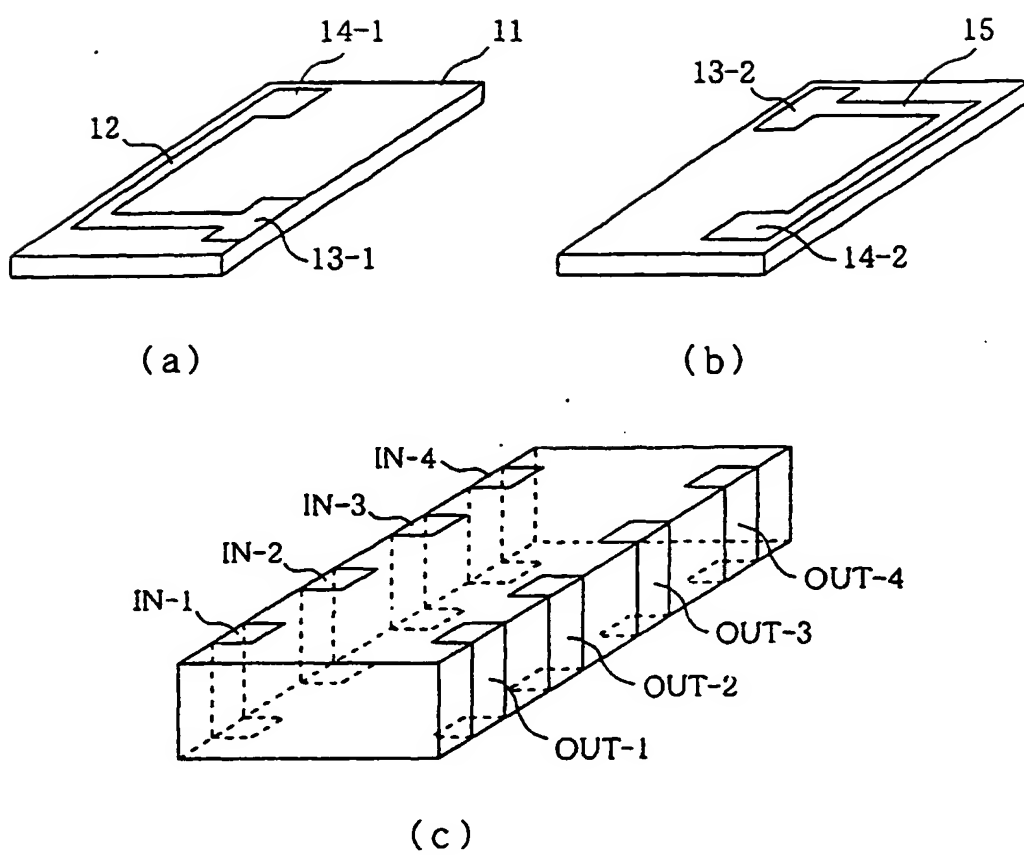 14-1
11
12
13-1
(a)
13-2
15
14-2
(b)
IN-4
IN-3
IN-2
IN-1
OUT-4
OUT-3
OUT-2
OUT-1
(c)